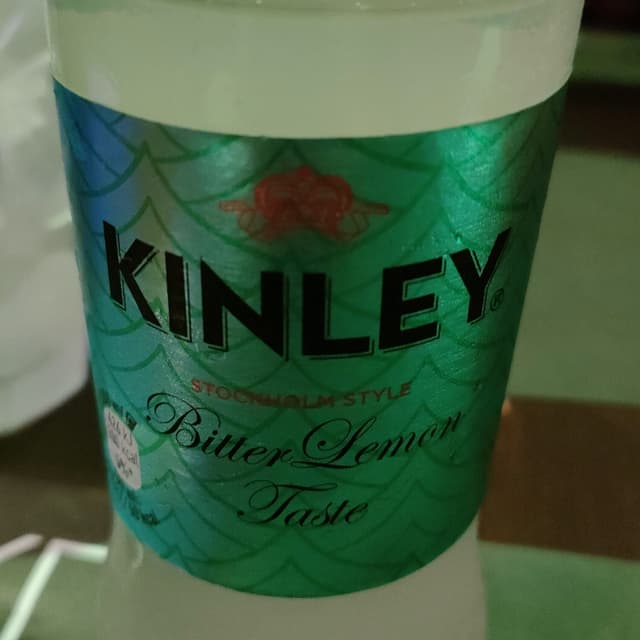 KINLEY®
STOCKHOLM STYLE
Bitter Lemon
Taste